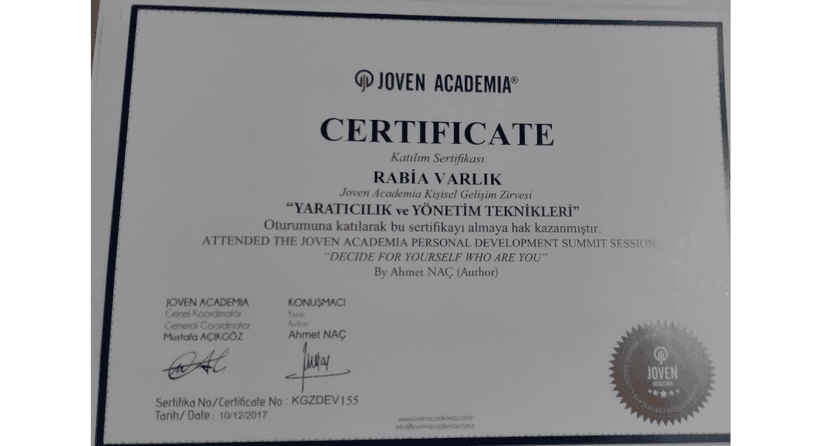 JOVEN ACADEMIA®
CERTIFICATE
Katılım Sertifikası
RABİA VARLIK
Joven Academia Kişisel Gelişim Zirvesi
“YARATICILIK ve YÖNETİM TEKNİKLERİ”
Oturumuna katılarak bu sertifikayı almaya hak kazanmıştır.
ATTENDED THE JOVEN ACADEMIA PERSONAL DEVELOPMENT SUMMIT SESSION
"DECIDE FOR YOURSELF WHO ARE YOU"
By Ahmet NAÇ (Author)
JOVEN ACADEMIA KONUŞMACI
Genel Koordinatör Yazar
General Coordinator Author
Mustafa AÇIKGÖZ Ahmet NAÇ
Sertifika No/Certificate No : KGZDEV155
Tarih/ Date : 10/12/2017
JOVEN
ACADEMIA